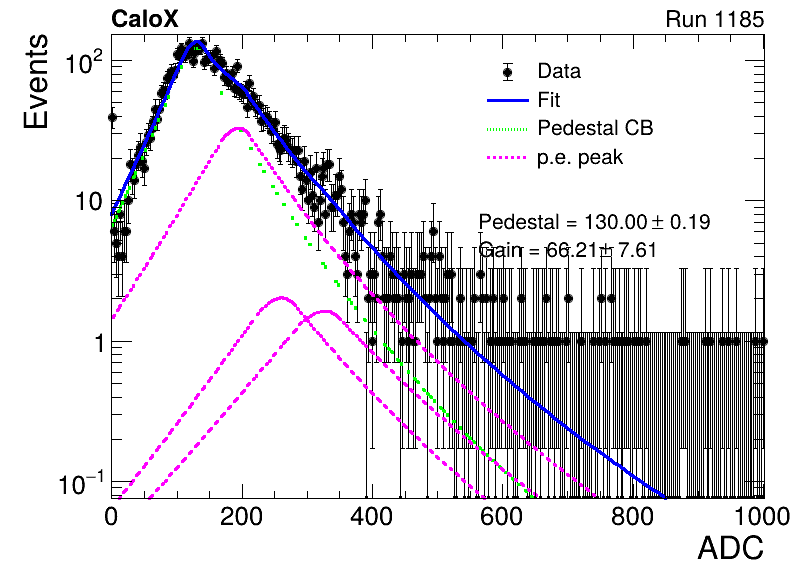 CaloX Run 1185
Events
Data
Fit
Pedestal CB
p.e. peak
Pedestal = 130.00 ± 0.19
Gain = 66.21 ± 7.61
10²
10
1
10⁻¹
0 200 400 600 800 1000
ADC